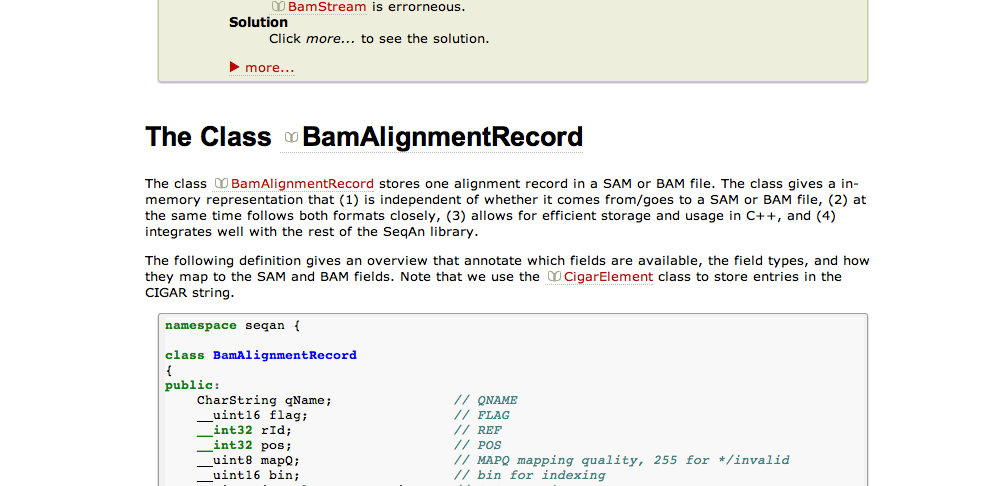 BamStream is errorneous.
Solution
Click more... to see the solution.
more...
The Class BamAlignmentRecord
The class BamAlignmentRecord stores one alignment record in a SAM or BAM file. The class gives a in-
memory representation that (1) is independent of whether it comes from/goes to a SAM or BAM file, (2) at
the same time follows both formats closely, (3) allows for efficient storage and usage in C++, and (4)
integrates well with the rest of the SeqAn library.
The following definition gives an overview that annotate which fields are available, the field types, and how
they map to the SAM and BAM fields. Note that we use the CigarElement class to store entries in the
CIGAR string.
namespace seqan {
class BamAlignmentRecord
{
public:
CharString qName; // QNAME
__uint16 flag; // FLAG
__int32 rId; // REF
__int32 pos; // POS
__uint8 mapQ; // MAPQ mapping quality, 255 for */invalid
__uint16 bin; // bin for indexing